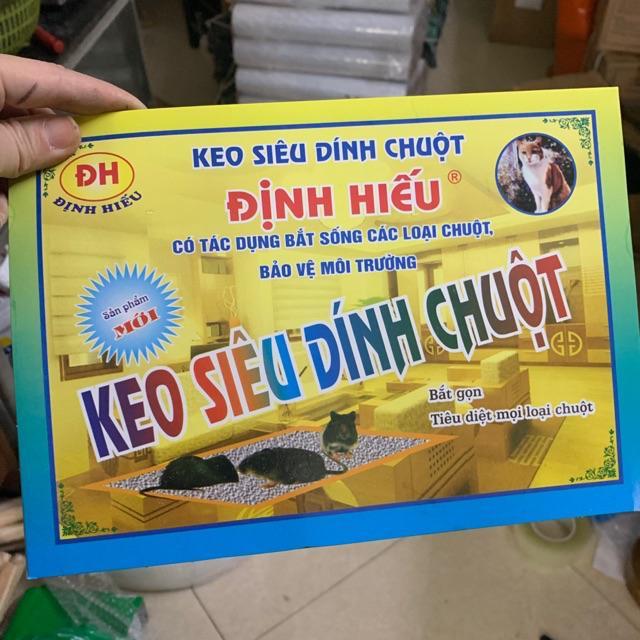 ĐH
ĐỊNH HIẾU
KEO SIÊU DÍNH CHUỘT
ĐỊNH HIẾU ®
CÓ TÁC DỤNG BẮT SỐNG CÁC LOẠI CHUỘT,
BẢO VỆ MÔI TRƯỜNG
Sản phẩm
MỚI
KEO SIÊU DÍNH CHUỘT
Bắt gọn
Tiêu diệt mọi loại chuột